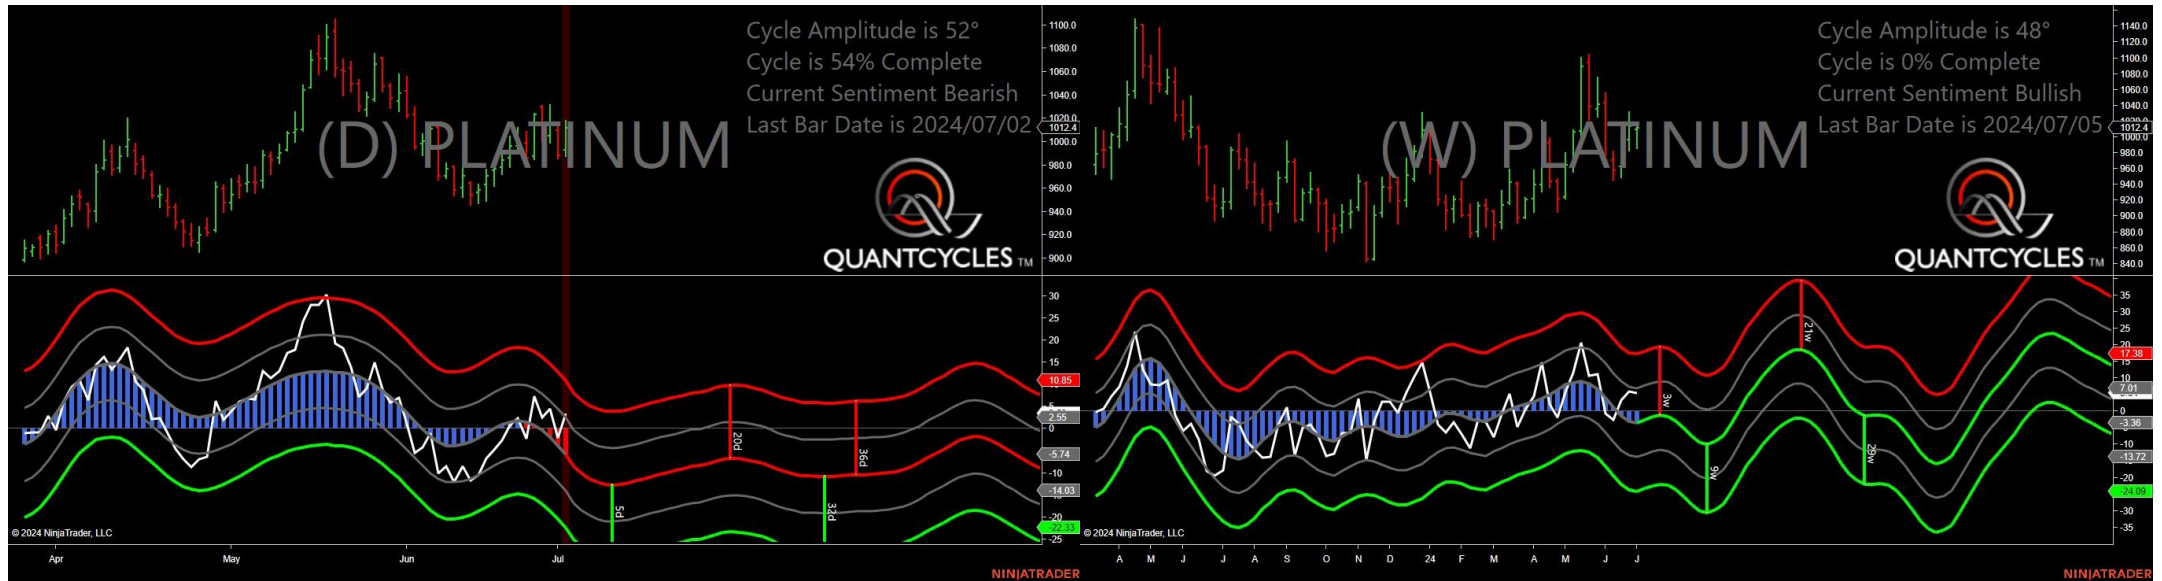 Cycle Amplitude is 52°
Cycle is 54% Complete
Current Sentiment Bearish
Last Bar Date is 2024/07/02
(D) PLATINUM
QUANTCYCLES TM
1100.0
1080.0
1060.0
1040.0
1020.0
1012.4
1000.0
980.0
960.0
940.0
920.0
900.0
30
25
20
15
10.85
5
2.55
0
-5.74
-10
-14.03
-20
-22.33
-25
5d
20d
32d
36d
© 2024 NinjaTrader, LLC
Apr
May
Jun
Jul
NINJATRADER
Cycle Amplitude is 48°
Cycle is 0% Complete
Current Sentiment Bullish
Last Bar Date is 2024/07/05
(W) PLATINUM
QUANTCYCLES TM
1140.0
1120.0
1100.0
1080.0
1060.0
1040.0
1020.0
1012.4
1000.0
980.0
960.0
940.0
920.0
900.0
880.0
860.0
840.0
35
30
25
20
17.38
15
10
7.01
0
-3.36
-10
-13.72
-20
-24.09
-30
-35
3w
9w
21w
29w
© 2024 NinjaTrader, LLC
A
M
J
J
A
S
O
N
D
24
F
M
A
M
J
J
NINJATRADER